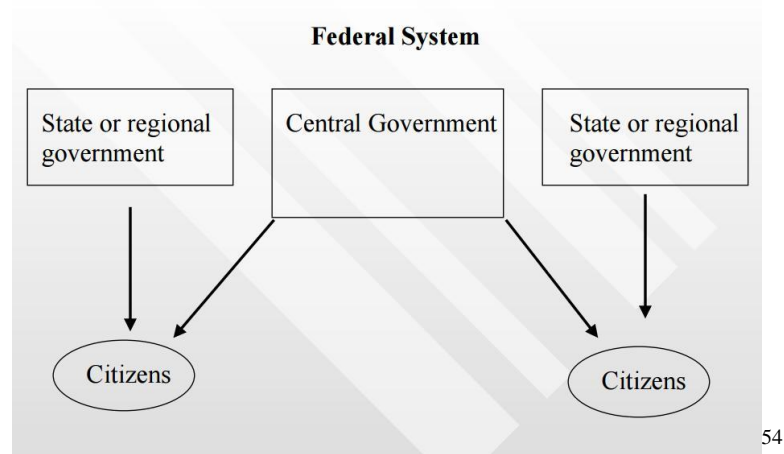 Federal System
State or regional
government
Central Government
State or regional
government
Citizens
Citizens
54